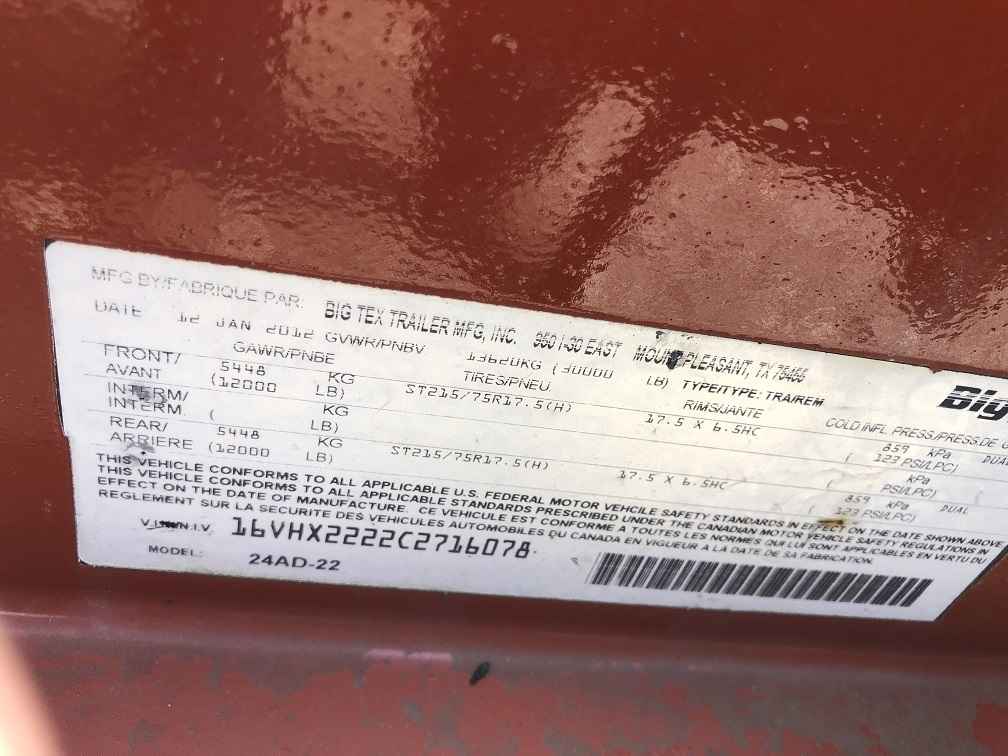 MFG BY/FABRIQUE PAR: BIG TEX TRAILER MFG, INC. 950 I-30 EAST MOUNT PLEASANT, TX 75455
DATE 12 JAN 2012 GVWR/PNBV 13620KG (30000 LB) TYPE/TYPE: TRA/REM Big
GAWR/PNBE TIRES/PNEU RIMS/JANTE COLD INFL PRESS/PRESS.DE G
FRONT/ 5448 KG ST215/75R17.5(H) 17.5 X 6.5HC 859 kPa DUAL
AVANT (12000 LB) ( 123 PSI/LPC)
INTERM/ KG kPa
INTERM. ( LB) ( PSI/LPC)
REAR/ 5448 KG ST215/75R17.5(H) 17.5 X 6.5HC 859 kPa DUAL
ARRIERE (12000 LB) ( 123 PSI/LPC)
THIS VEHICLE CONFORMS TO ALL APPLICABLE U.S. FEDERAL MOTOR VEHICLE SAFETY STANDARDS IN EFFECT ON THE DATE SHOWN ABOVE
THIS VEHICLE CONFORMS TO ALL APPLICABLE STANDARDS PRESCRIBED UNDER THE CANADIAN MOTOR VEHICLE SAFETY REGULATIONS IN
EFFECT ON THE DATE OF MANUFACTURE. CE VEHICULE EST CONFORME A TOUTES LES NORMES QUI LUI SONT APPLICABLES EN VERTU DU
REGLEMENT SUR LA SECURITE DES VEHICULES AUTOMOBILES DU CANADA EN VIGUEUR A LA DATE DE SA FABRICATION.
16VHX2222C2716078
MODEL: 24AD-22